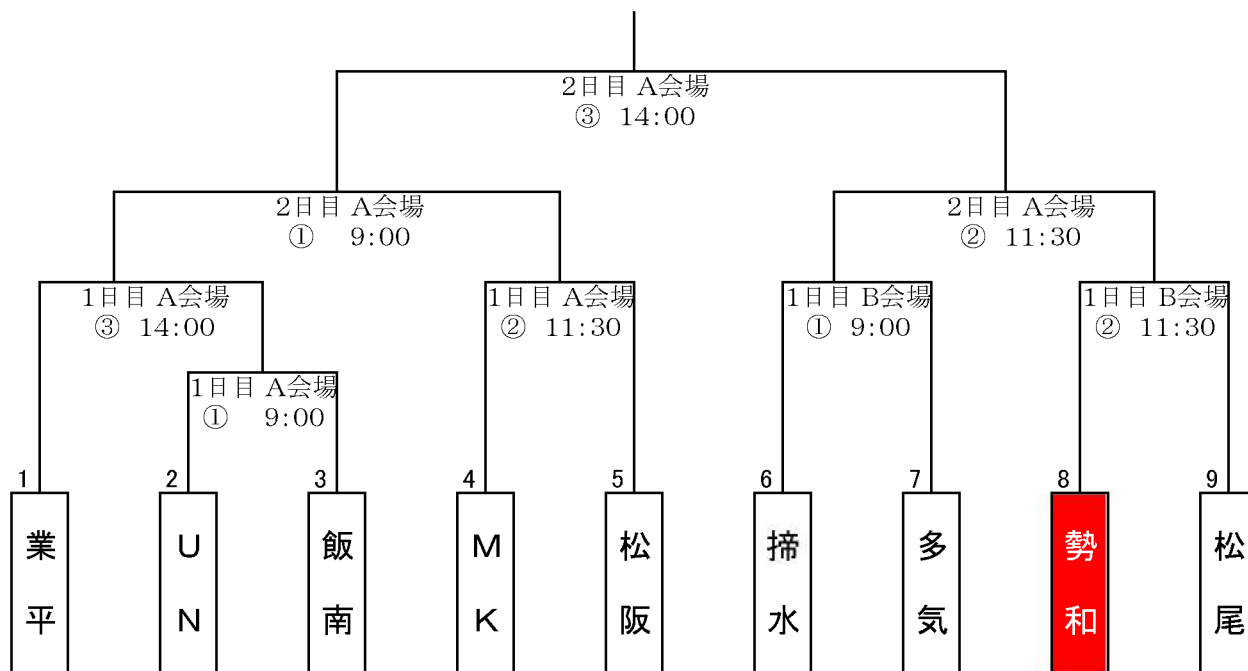 2日目 A会場
③ 14:00
2日目 A会場
① 9:00
2日目 A会場
② 11:30
1日目 A会場
③ 14:00
1日目 A会場
② 11:30
1日目 B会場
① 9:00
1日目 B会場
② 11:30
1日目 A会場
① 9:00
1
2
3
4
5
6
7
8
9
業平
UN
飯南
MK
松阪
揥水
多気
勢和
松尾